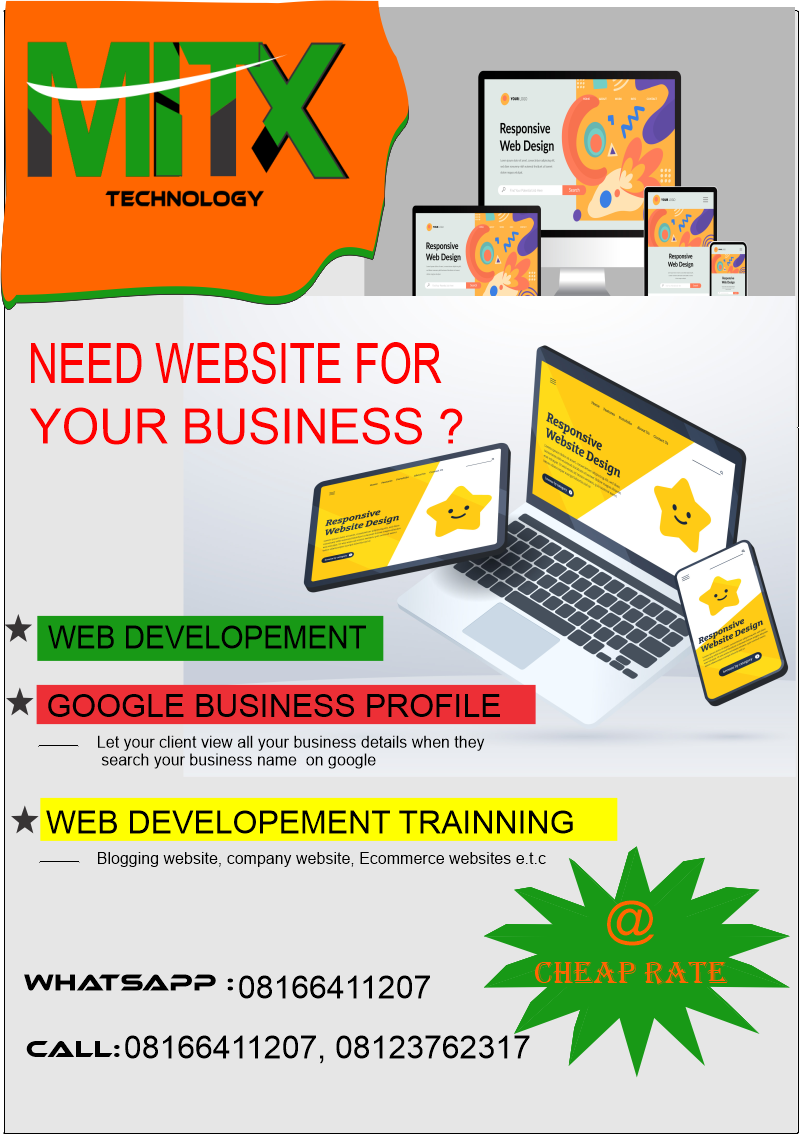 MITX
TECHNOLOGY
YOUR LOGO
Responsive
Web Design
Search
Responsive
Web Design
Responsive
Web Design
Responsive
Web Design
NEED WEBSITE FOR
YOUR BUSINESS ?
Responsive
Website Design
Responsive
Website Design
Responsive
Website Design
WEB DEVELOPEMENT
GOOGLE BUSINESS PROFILE
Let your client view all your business details when they
search your business name on google
WEB DEVELOPEMENT TRAINNING
Blogging website, company website, Ecommerce websites e.t.c
@
CHEAP RATE
WHATSAPP : 08166411207
CALL: 08166411207, 08123762317